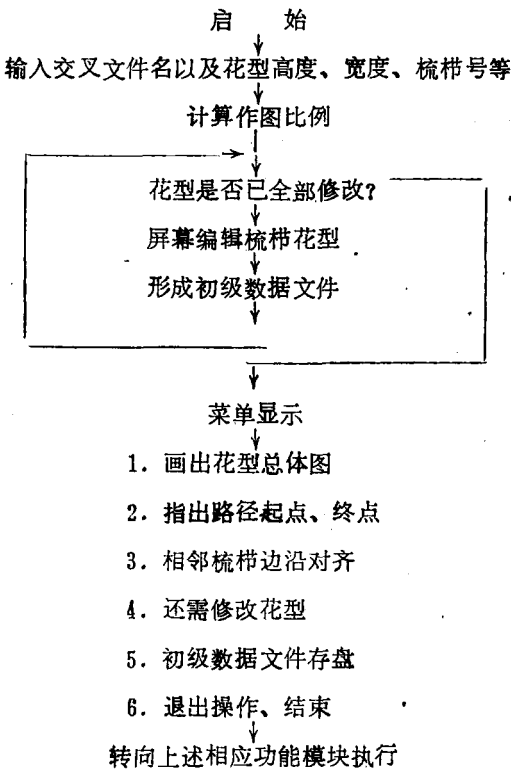 启 始
输入交叉文件名以及花型高度、宽度、梳栉号等
计算作图比例
花型是否已全部修改？
屏幕编辑梳栉花型
形成初级数据文件
菜单显示
1. 画出花型总体图
2. 指出路径起点、终点
3. 相邻梳栉边沿对齐
4. 还需修改花型
5. 初级数据文件存盘
6. 退出操作、结束
转向上述相应功能模块执行